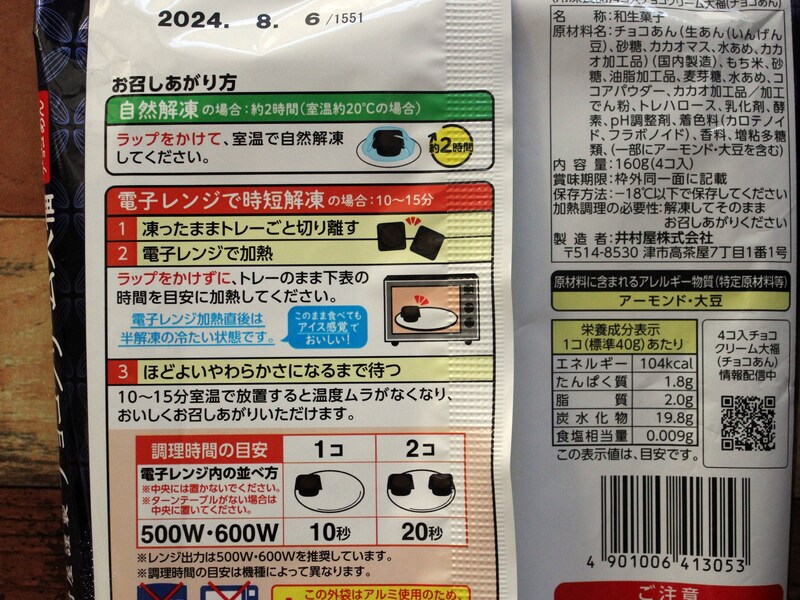 2024. 8. 6/1551
お召しあがり方
自然解凍の場合:約2時間(室温約20℃の場合)
ラップをかけて、室温で自然解凍
してください。
約2時間
電子レンジで時短解凍の場合:10〜15分
1 凍ったままトレーごと切り離す
2 電子レンジで加熱
ラップをかけずに、トレーのまま下表の
時間を目安に加熱してください。
電子レンジ加熱直後は
半解凍の冷たい状態です。
このまま食べても
アイス感覚で
おいしい!
3 ほどよいやわらかさになるまで待つ
10〜15分室温で放置すると温度ムラがなくなり、
おいしくお召しあがりいただけます。
調理時間の目安 1コ 2コ
電子レンジ内の並べ方
※中央には置かないでください。
※ターンテーブルがない場合は
中央に置いてください。
500W・600W 10秒 20秒
※レンジ出力は500W・600Wを推奨しています。
※調理時間の目安は機種によって異なります。
この外袋はアルミ使用のため、
4コ入チョコクリーム大福(チョコあん)
名称:和生菓子
原材料名:チョコあん(生あん(いんげん
豆)、砂糖、カカオマス、水あめ、カカ
オ加工品)(国内製造)、もち米、砂
糖、油脂加工品、麦芽糖、水あめ、コ
コアパウダー、カカオ加工品/加工
でん粉、トレハロース、乳化剤、酵
素、pH調整剤、着色料(カロテノイ
ド、フラボノイド)、香料、増粘多糖
類、(一部にアーモンド・大豆を含む)
内容量:160g(4コ入)
賞味期限:枠外同一面に記載
保存方法:-18℃以下で保存してください
加熱調理の必要性:解凍してそのまま
お召しあがりください
製造者:井村屋株式会社
〒514-8530 津市高茶屋7丁目1番1号
原材料に含まれるアレルギー物質(特定原材料等)
アーモンド・大豆
栄養成分表示
1コ(標準40g)あたり
エネルギー 104kcal
たんぱく質 1.8g
脂質 2.0g
炭水化物 19.8g
食塩相当量 0.009g
この表示値は、目安です。
4コ入チョコ
クリーム大福
(チョコあん)
情報配信中
4 901006 413053
ご注意